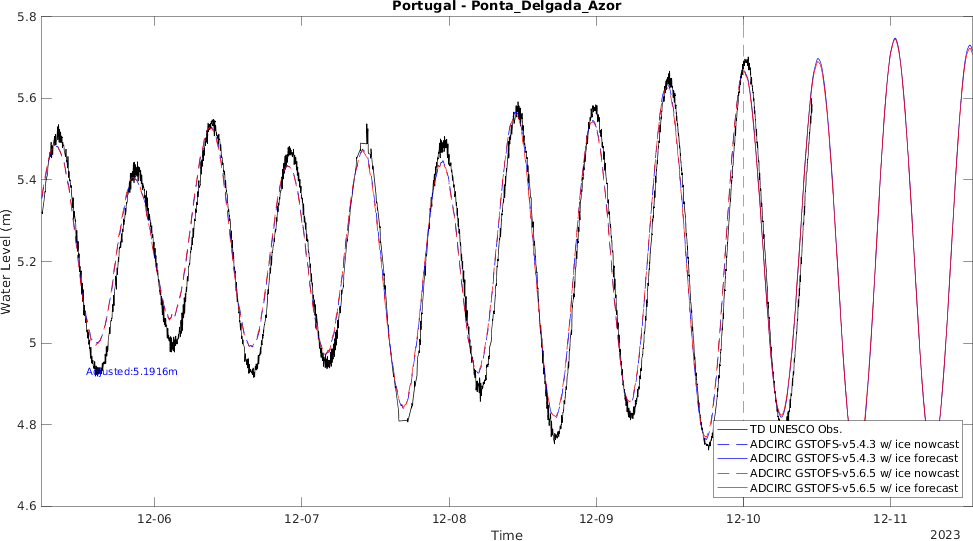 Portugal - Ponta_Delgada_Azor
5.8
5.6
5.4
5.2
5
4.8
4.6
Water Level (m)
Adjusted:5.1916m
TD UNESCO Obs.
ADCIRC GSTOFS-v5.4.3 w/ ice nowcast
ADCIRC GSTOFS-v5.4.3 w/ ice forecast
ADCIRC GSTOFS-v5.6.5 w/ ice nowcast
ADCIRC GSTOFS-v5.6.5 w/ ice forecast
12-06
12-07
12-08
12-09
12-10
12-11
Time
2023